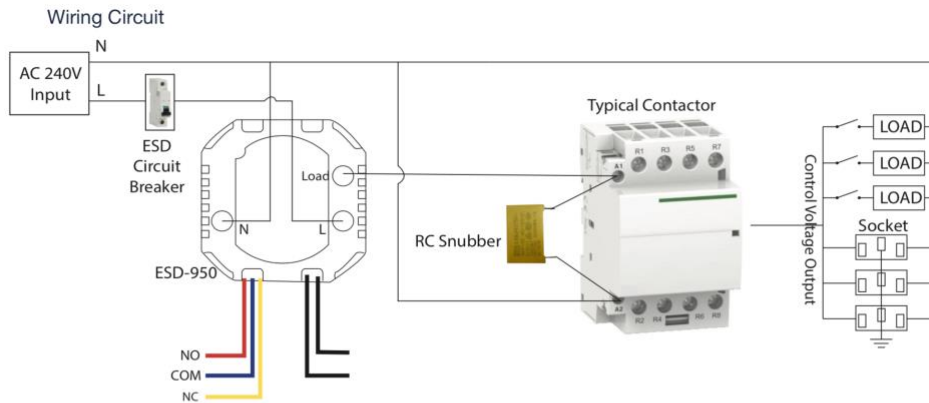 Wiring Circuit
N
AC 240V
Input
L
ESD
Circuit
Breaker
Load
N
L
ESD-950
NO
COM
NC
Typical Contactor
R1 R3 R5 R7
A1
RC Snubber
A2
R2 R4 R6 R8
Control Voltage Output
LOAD
LOAD
LOAD
Socket